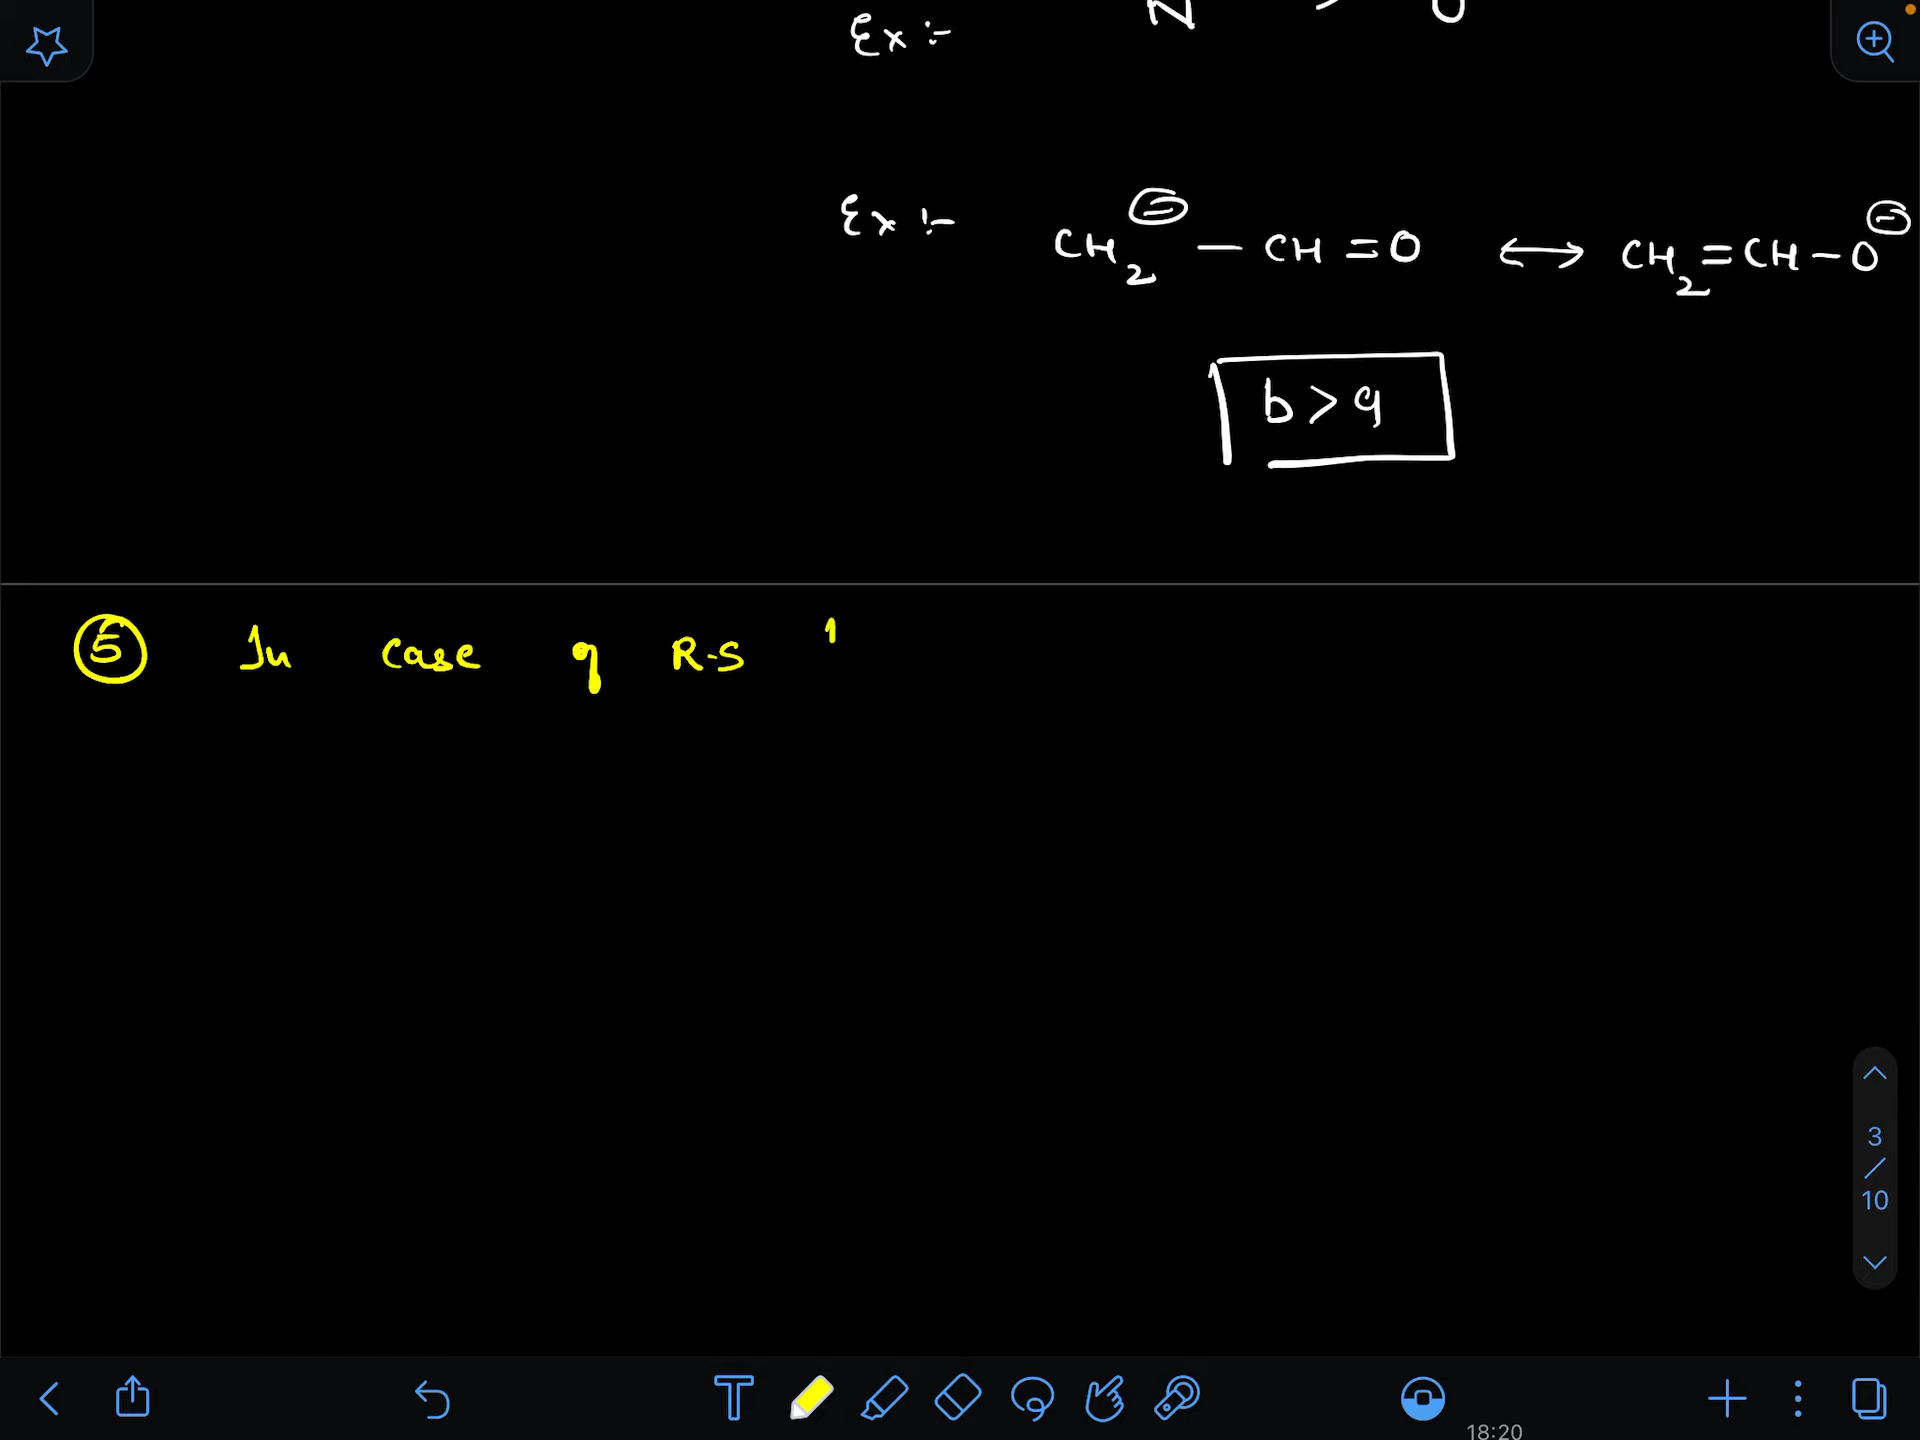 Ex :-
CH₂⊖ — CH = O ⟷ CH₂ = CH - O⊖
Ex :-
b > a
5 In case of R.S
3
/
10
18:20